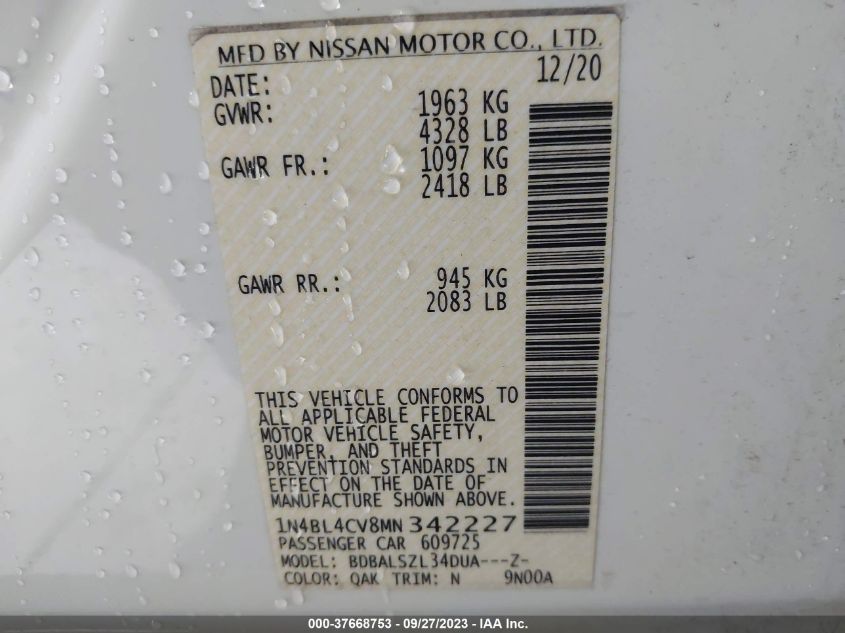 MFD BY NISSAN MOTOR CO., LTD.
DATE: 12/20
GVWR: 1963 KG
4328 LB
GAWR FR.: 1097 KG
2418 LB
GAWR RR.: 945 KG
2083 LB
THIS VEHICLE CONFORMS TO
ALL APPLICABLE FEDERAL
MOTOR VEHICLE SAFETY,
BUMPER, AND THEFT
PREVENTION STANDARDS IN
EFFECT ON THE DATE OF
MANUFACTURE SHOWN ABOVE.
1N4BL4CV8MN342227
PASSENGER CAR 609725
MODEL: BDBALSZL34DUA---Z-
COLOR: QAK TRIM: N 9N00A
000-37668753 - 09/27/2023 - IAA Inc.